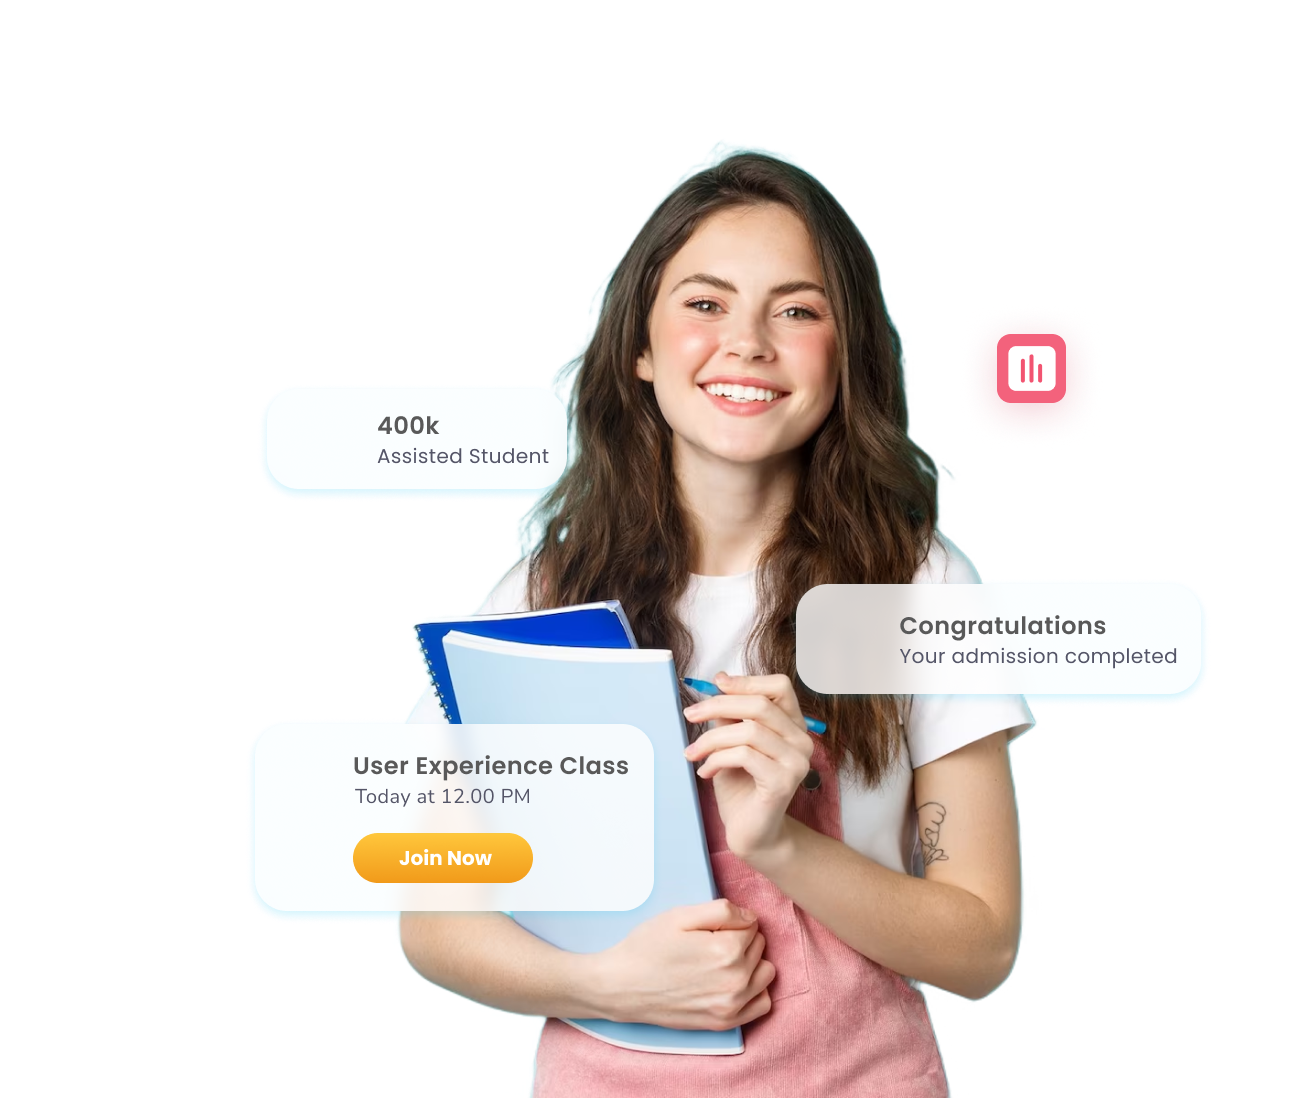 400k
Assisted Student
Congratulations
Your admission completed
User Experience Class
Today at 12.00 PM
Join Now